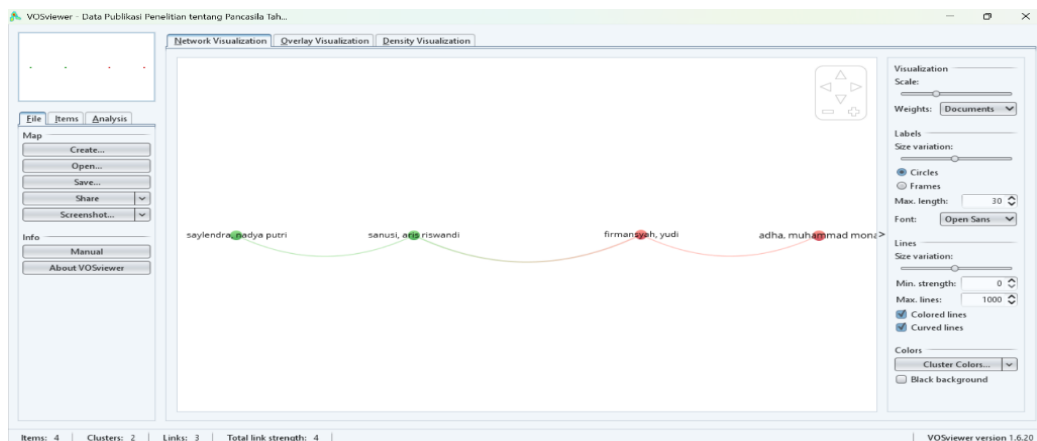 VOSviewer - Data Publikasi Penelitian tentang Pancasila Tah...
Network Visualization Overlay Visualization Density Visualization
File Items Analysis
Map
Create...
Open...
Save...
Share
Screenshot...
Info
Manual
About VOSviewer
saylendra, nadya putri
sanusi, aris riswandi
firmansyah, yudi
adha, muhammad mona>
Visualization
Scale:
Weights: Documents
Labels
Size variation:
Circles
Frames
Max. length: 30
Font: Open Sans
Lines
Size variation:
Min. strength: 0
Max. lines: 1000
Colored lines
Curved lines
Colors
Cluster Colors...
Black background
Items: 4 Clusters: 2 Links: 3 Total link strength: 4
VOSviewer version 1.6.20